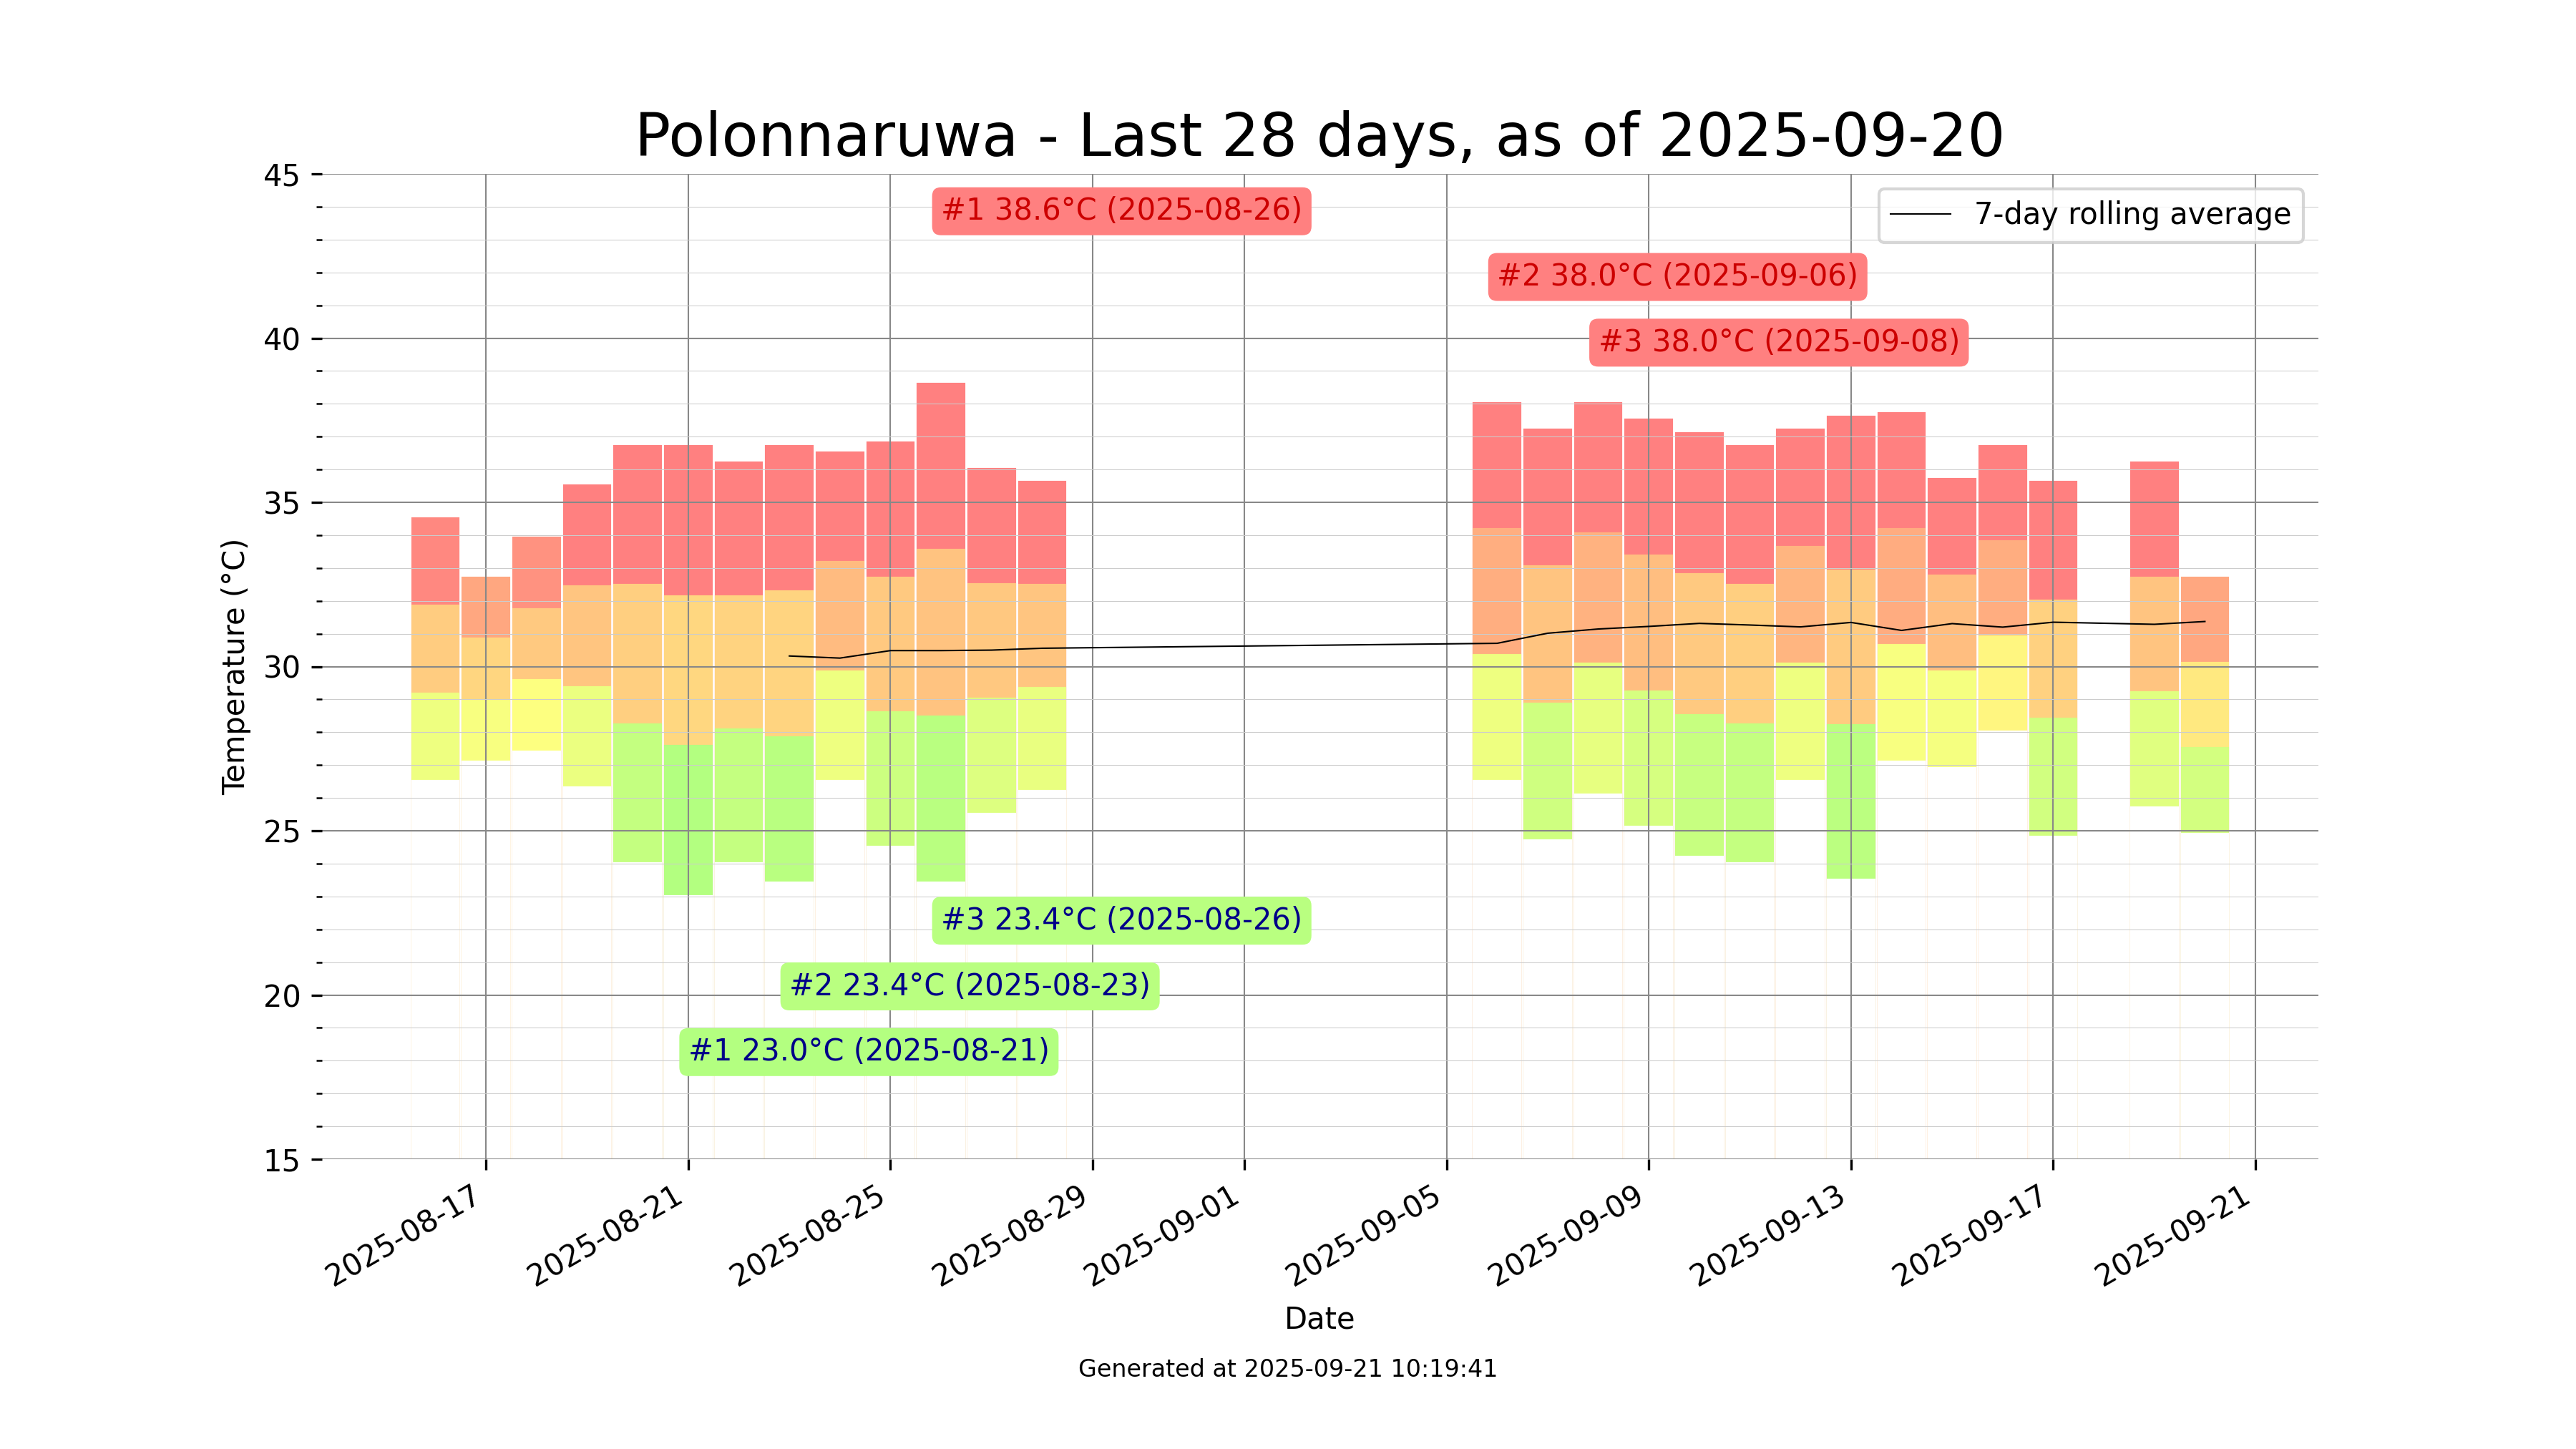 Polonnaruwa - Last 28 days, as of 2025-09-20
45
#1 38.6°C (2025-08-26)
7-day rolling average
#2 38.0°C (2025-09-06)
40
#3 38.0°C (2025-09-08)
35
Temperature (°C)
30
25
#3 23.4°C (2025-08-26)
#2 23.4°C (2025-08-23)
20
#1 23.0°C (2025-08-21)
15
2025-08-17
2025-08-21
2025-08-25
2025-08-29
2025-09-01
2025-09-05
2025-09-09
2025-09-13
2025-09-17
2025-09-21
Date
Generated at 2025-09-21 10:19:41